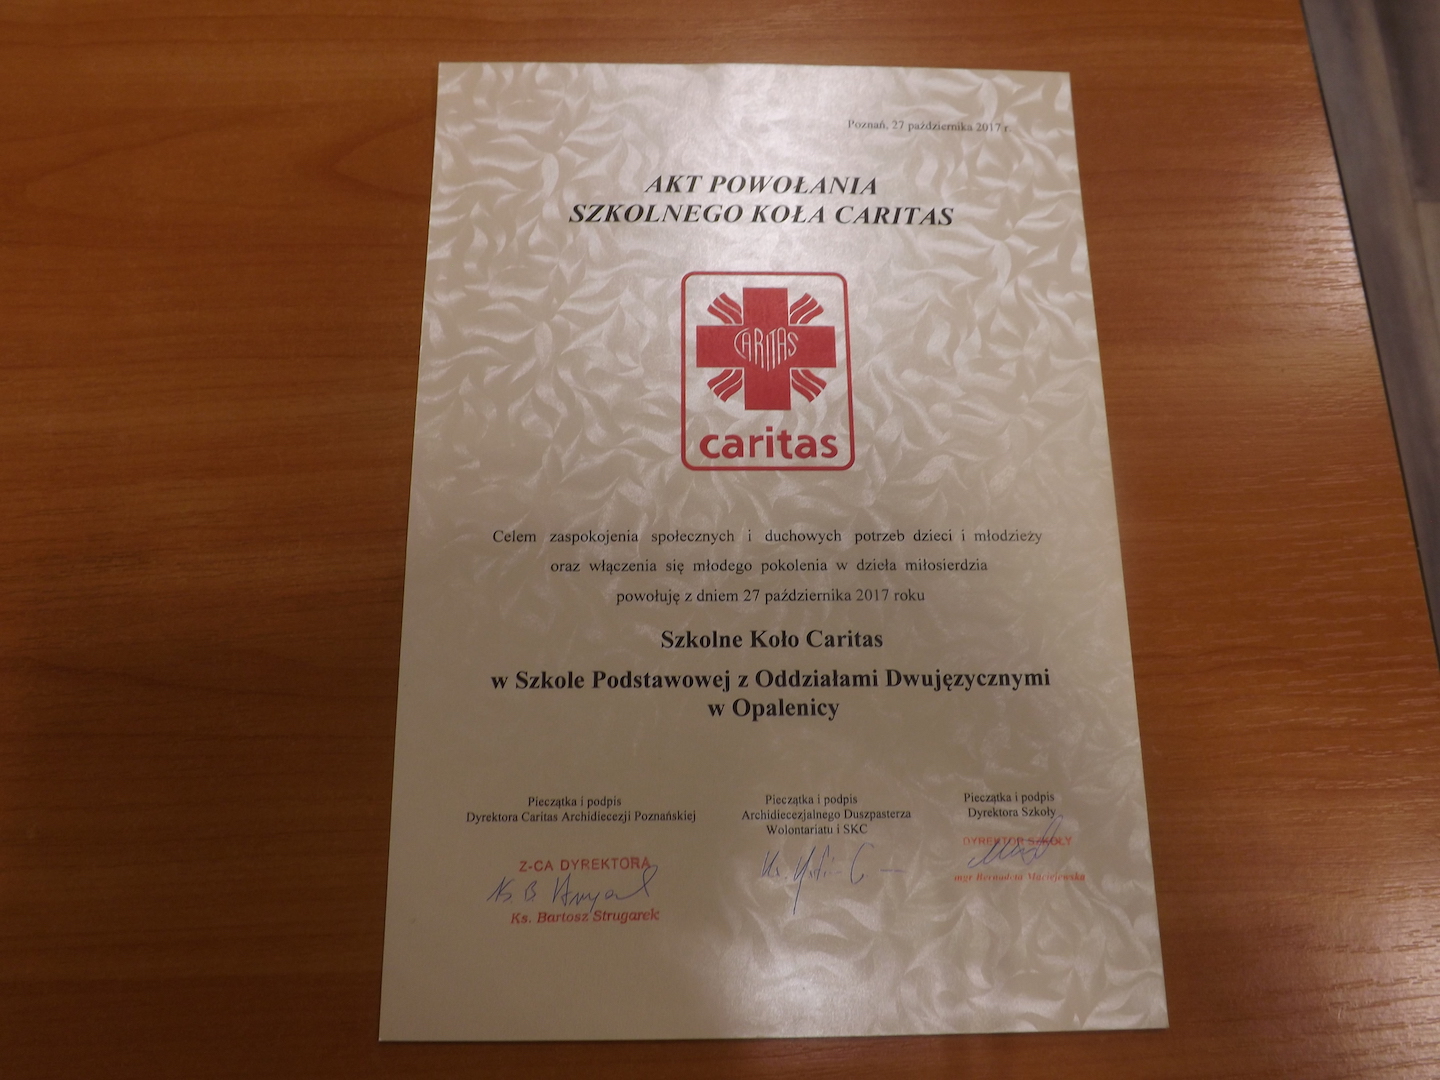 Poznań, 27 października 2017 r.
AKT POWOŁANIA
SZKOLNEGO KOŁA CARITAS
CARITAS
caritas
Celem zaspokojenia społecznych i duchowych potrzeb dzieci i młodzieży
oraz włączenia się młodego pokolenia w dzieła miłosierdzia
powołuję z dniem 27 października 2017 roku
Szkolne Koło Caritas
w Szkole Podstawowej z Oddziałami Dwujęzycznymi
w Opalenicy
Pieczątka i podpis
Dyrektora Caritas Archidiecezji Poznańskiej
Z-CA DYREKTORA
Ks. Bartosz Strugarek
Pieczątka i podpis
Archidiecezjalnego Duszpasterza
Wolontariatu i SKC
Pieczątka i podpis
Dyrektora Szkoły
DYREKTOR SZKOŁY
mgr Bernadeta Maciejewska